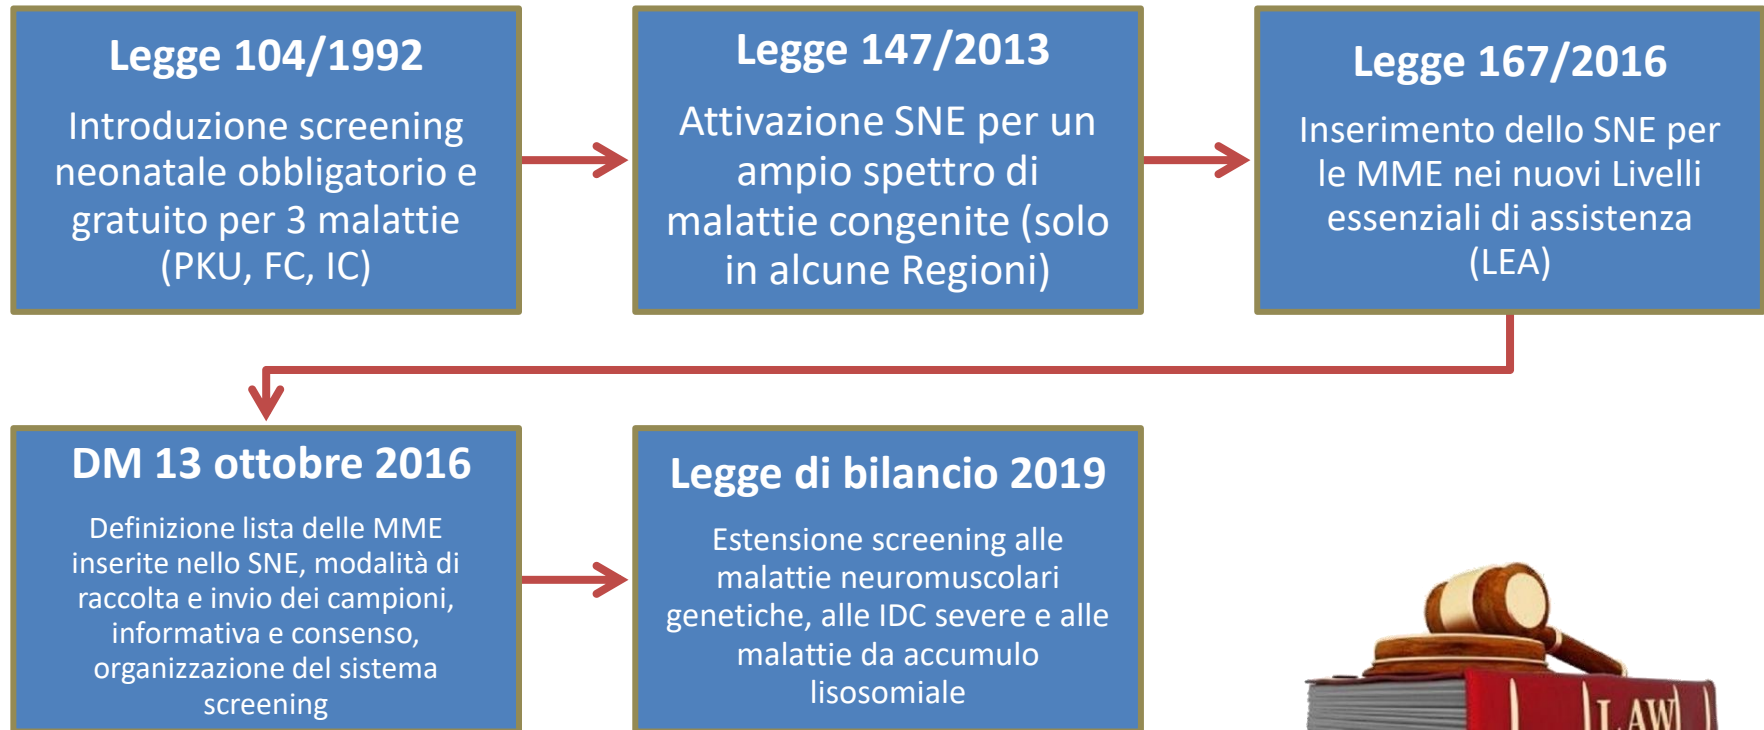 Legge 104/1992
Introduzione screening
neonatale obbligatorio e
gratuito per 3 malattie
(PKU, FC, IC)
Legge 147/2013
Attivazione SNE per un
ampio spettro di
malattie congenite (solo
in alcune Regioni)
Legge 167/2016
Inserimento dello SNE per
le MME nei nuovi Livelli
essenziali di assistenza
(LEA)
DM 13 ottobre 2016
Definizione lista delle MME
inserite nello SNE, modalità di
raccolta e invio dei campioni,
informativa e consenso,
organizzazione del sistema
screening
Legge di bilancio 2019
Estensione screening alle
malattie neuromuscolari
genetiche, alle IDC severe e alle
malattie da accumulo
lisosomiale
LAW